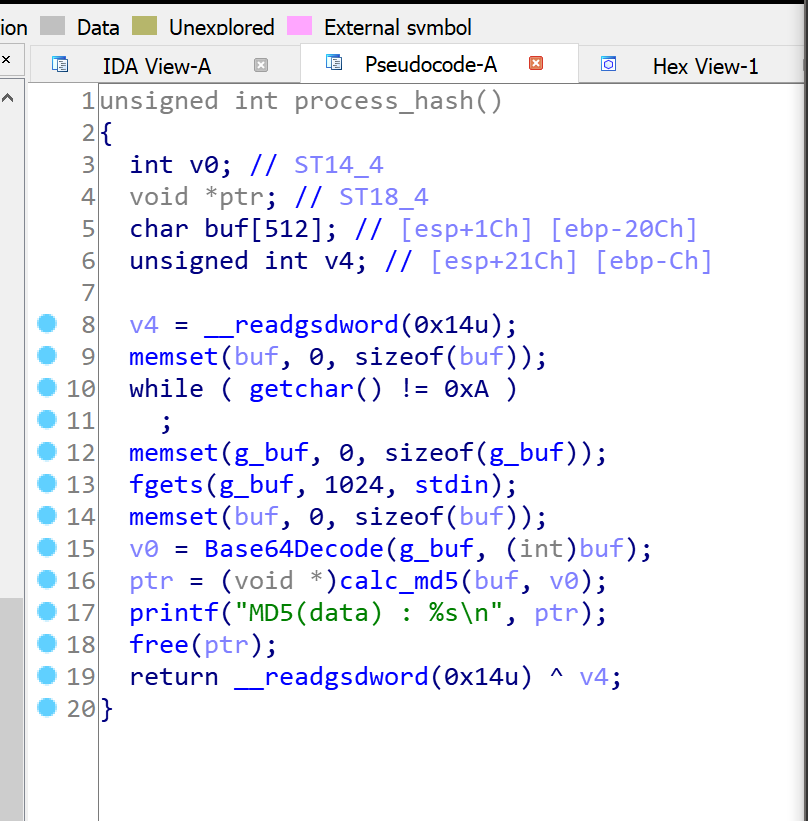 ion Data Unexplored External symbol
× IDA View-A Pseudocode-A Hex View-1
1 unsigned int process_hash()
2 {
3 int v0; // ST14_4
4 void *ptr; // ST18_4
5 char buf[512]; // [esp+1Ch] [ebp-20Ch]
6 unsigned int v4; // [esp+21Ch] [ebp-Ch]
7
8 v4 = __readgsdword(0x14u);
9 memset(buf, 0, sizeof(buf));
10 while ( getchar() != 0xA )
11 ;
12 memset(g_buf, 0, sizeof(g_buf));
13 fgets(g_buf, 1024, stdin);
14 memset(buf, 0, sizeof(buf));
15 v0 = Base64Decode(g_buf, (int)buf);
16 ptr = (void *)calc_md5(buf, v0);
17 printf("MD5(data) : %s\n", ptr);
18 free(ptr);
19 return __readgsdword(0x14u) ^ v4;
20 }